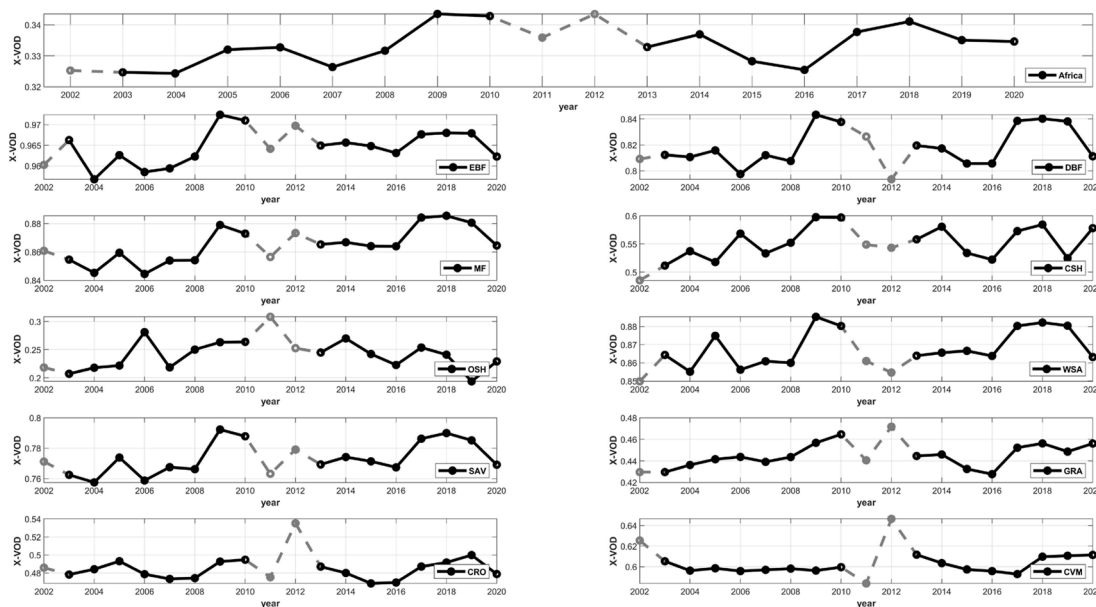 X-VOD
0.34
0.33
0.32
Africa
2002 2003 2004 2005 2006 2007 2008 2009 2010 2011 2012 2013 2014 2015 2016 2017 2018 2019 2020
year
X-VOD
0.97
0.965
0.96
EBF
2002 2004 2006 2008 2010 2012 2014 2016 2018 2020
year
X-VOD
0.84
0.82
0.8
DBF
2002 2004 2006 2008 2010 2012 2014 2016 2018 2020
year
X-VOD
0.88
0.86
0.84
MF
2002 2004 2006 2008 2010 2012 2014 2016 2018 2020
year
X-VOD
0.6
0.55
0.5
CSH
2002 2004 2006 2008 2010 2012 2014 2016 2018 2020
year
X-VOD
0.3
0.25
0.2
OSH
2002 2004 2006 2008 2010 2012 2014 2016 2018 2020
year
X-VOD
0.88
0.86
0.85
WSA
2002 2004 2006 2008 2010 2012 2014 2016 2018 2020
year
X-VOD
0.8
0.78
0.76
SAV
2002 2004 2006 2008 2010 2012 2014 2016 2018 2020
year
X-VOD
0.48
0.46
0.44
0.42
GRA
2002 2004 2006 2008 2010 2012 2014 2016 2018 2020
year
X-VOD
0.54
0.5
0.48
CRO
2002 2004 2006 2008 2010 2012 2014 2016 2018 2020
year
X-VOD
0.64
0.62
0.6
CVM
2002 2004 2006 2008 2010 2012 2014 2016 2018 2020
year